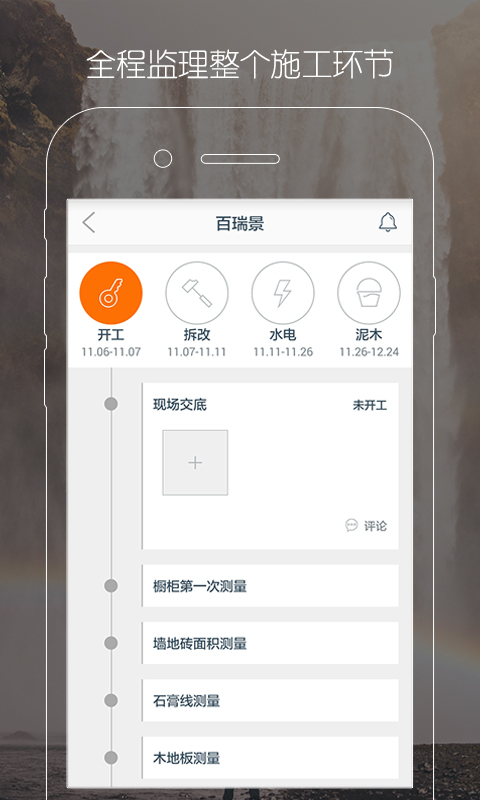 全程监理整个施工环节
百瑞景
开工 拆改 水电 泥木
11.06-11.07 11.07-11.11 11.11-11.26 11.26-12.24
现场交底 未开工
评论
橱柜第一次测量
墙地砖面积测量
石膏线测量
木地板测量